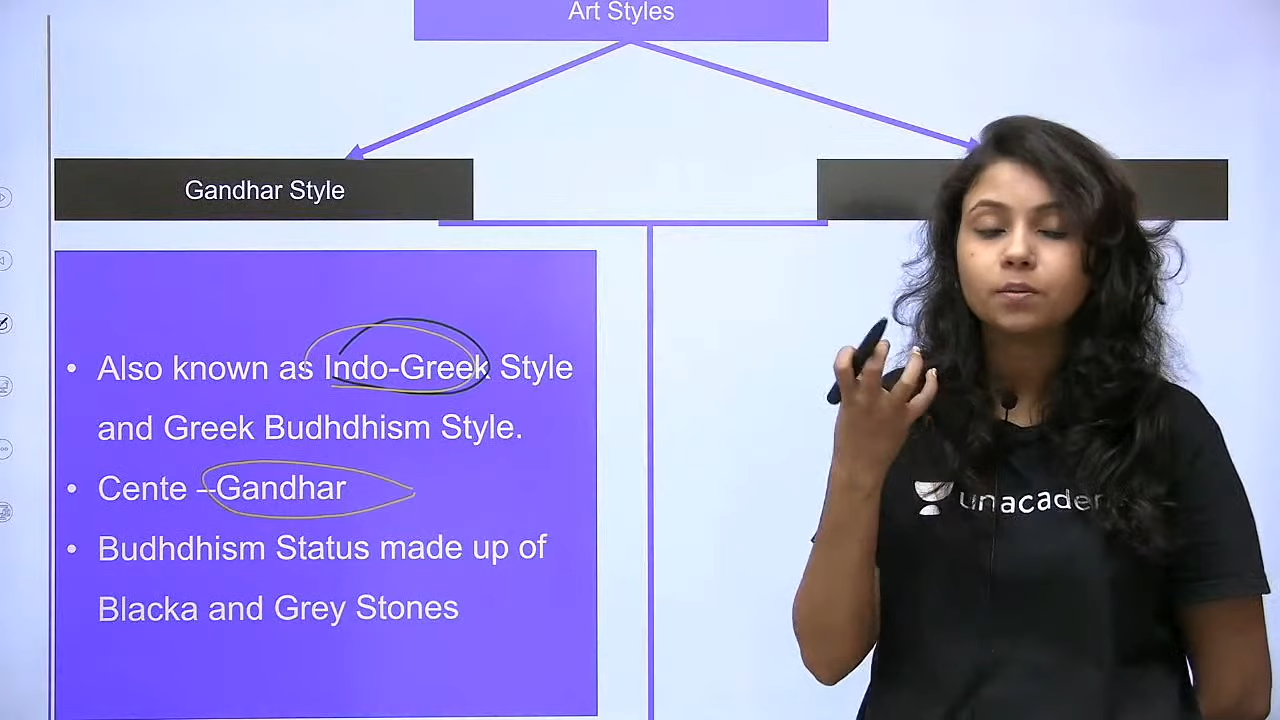 Art Styles
Gandhar Style
• Also known as Indo-Greek Style
and Greek Budhdhism Style.
• Cente –Gandhar
• Budhdhism Status made up of
Blacka and Grey Stones
unacadem